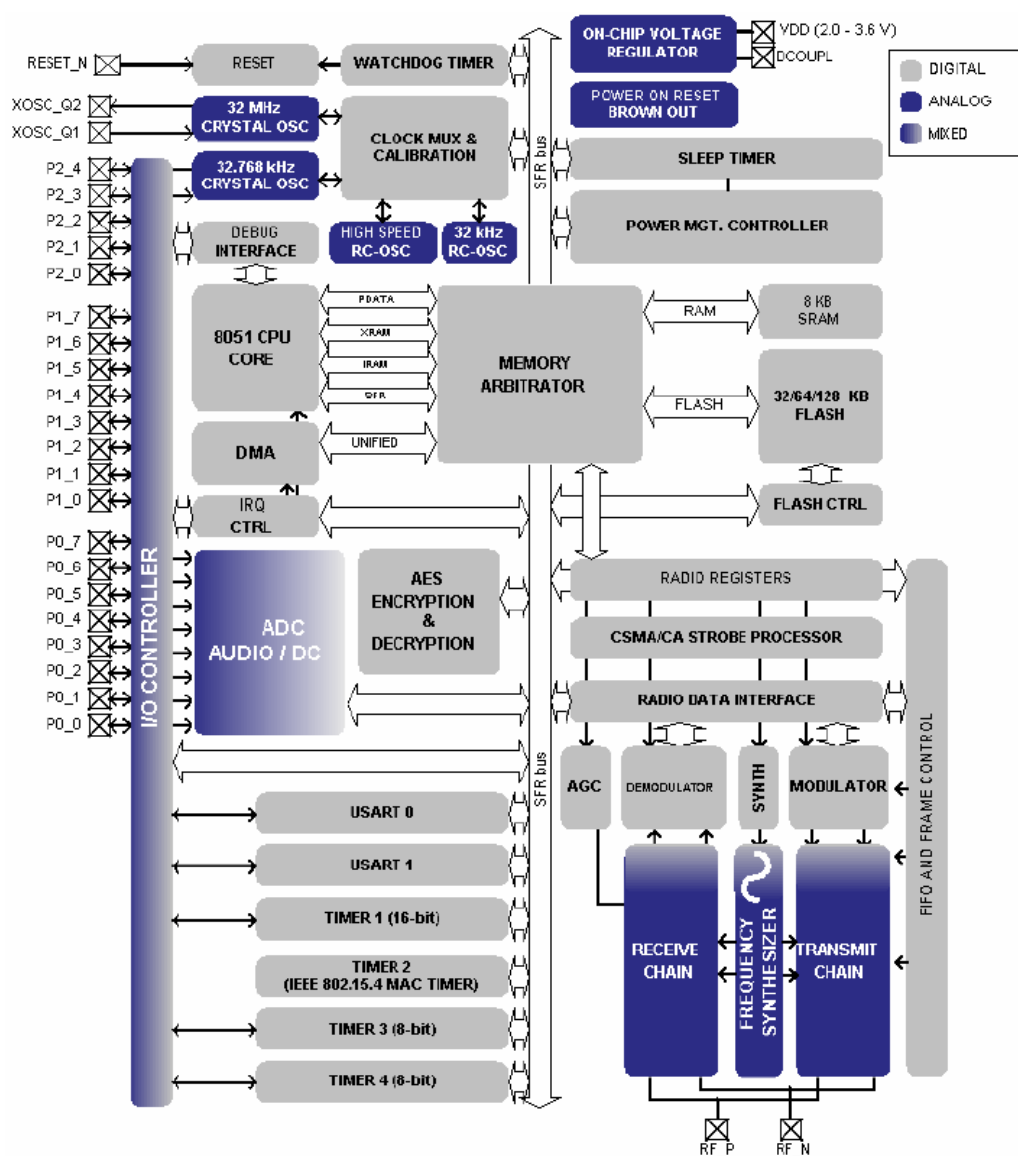 RESET_N
RESET
WATCHDOG TIMER
ON-CHIP VOLTAGE
REGULATOR
VDD (2.0 - 3.6 V)
DCOUPL
DIGITAL
ANALOG
MIXED
XOSC_Q2
XOSC_Q1
32 MHz
CRYSTAL OSC
CLOCK MUX &
CALIBRATION
POWER ON RESET
BROWN OUT
SFR bus
SLEEP TIMER
P2_4
P2_3
P2_2
P2_1
P2_0
32.768 kHz
CRYSTAL OSC
DEBUG
INTERFACE
HIGH SPEED
RC-OSC
32 kHz
RC-OSC
POWER MGT. CONTROLLER
P1_7
P1_6
P1_5
P1_4
P1_3
P1_2
P1_1
P1_0
8051 CPU
CORE
PDATA
XRAM
IRAM
SFR
UNIFIED
MEMORY
ARBITRATOR
RAM
8 KB
SRAM
FLASH
32/64/128 KB
FLASH
DMA
IRQ
CTRL
FLASH CTRL
P0_7
P0_6
P0_5
P0_4
P0_3
P0_2
P0_1
P0_0
I/O CONTROLLER
ADC
AUDIO / DC
AES
ENCRYPTION
&
DECRYPTION
RADIO REGISTERS
CSMA/CA STROBE PROCESSOR
RADIO DATA INTERFACE
SFR bus
AGC
DEMODULATOR
SYNTH
MODULATOR
FIFO AND FRAME CONTROL
USART 0
USART 1
TIMER 1 (16-bit)
TIMER 2
(IEEE 802.15.4 MAC TIMER)
TIMER 3 (8-bit)
TIMER 4 (8-bit)
RECEIVE
CHAIN
FREQUENCY
SYNTHESIZER
TRANSMIT
CHAIN
RF_P
RF_N